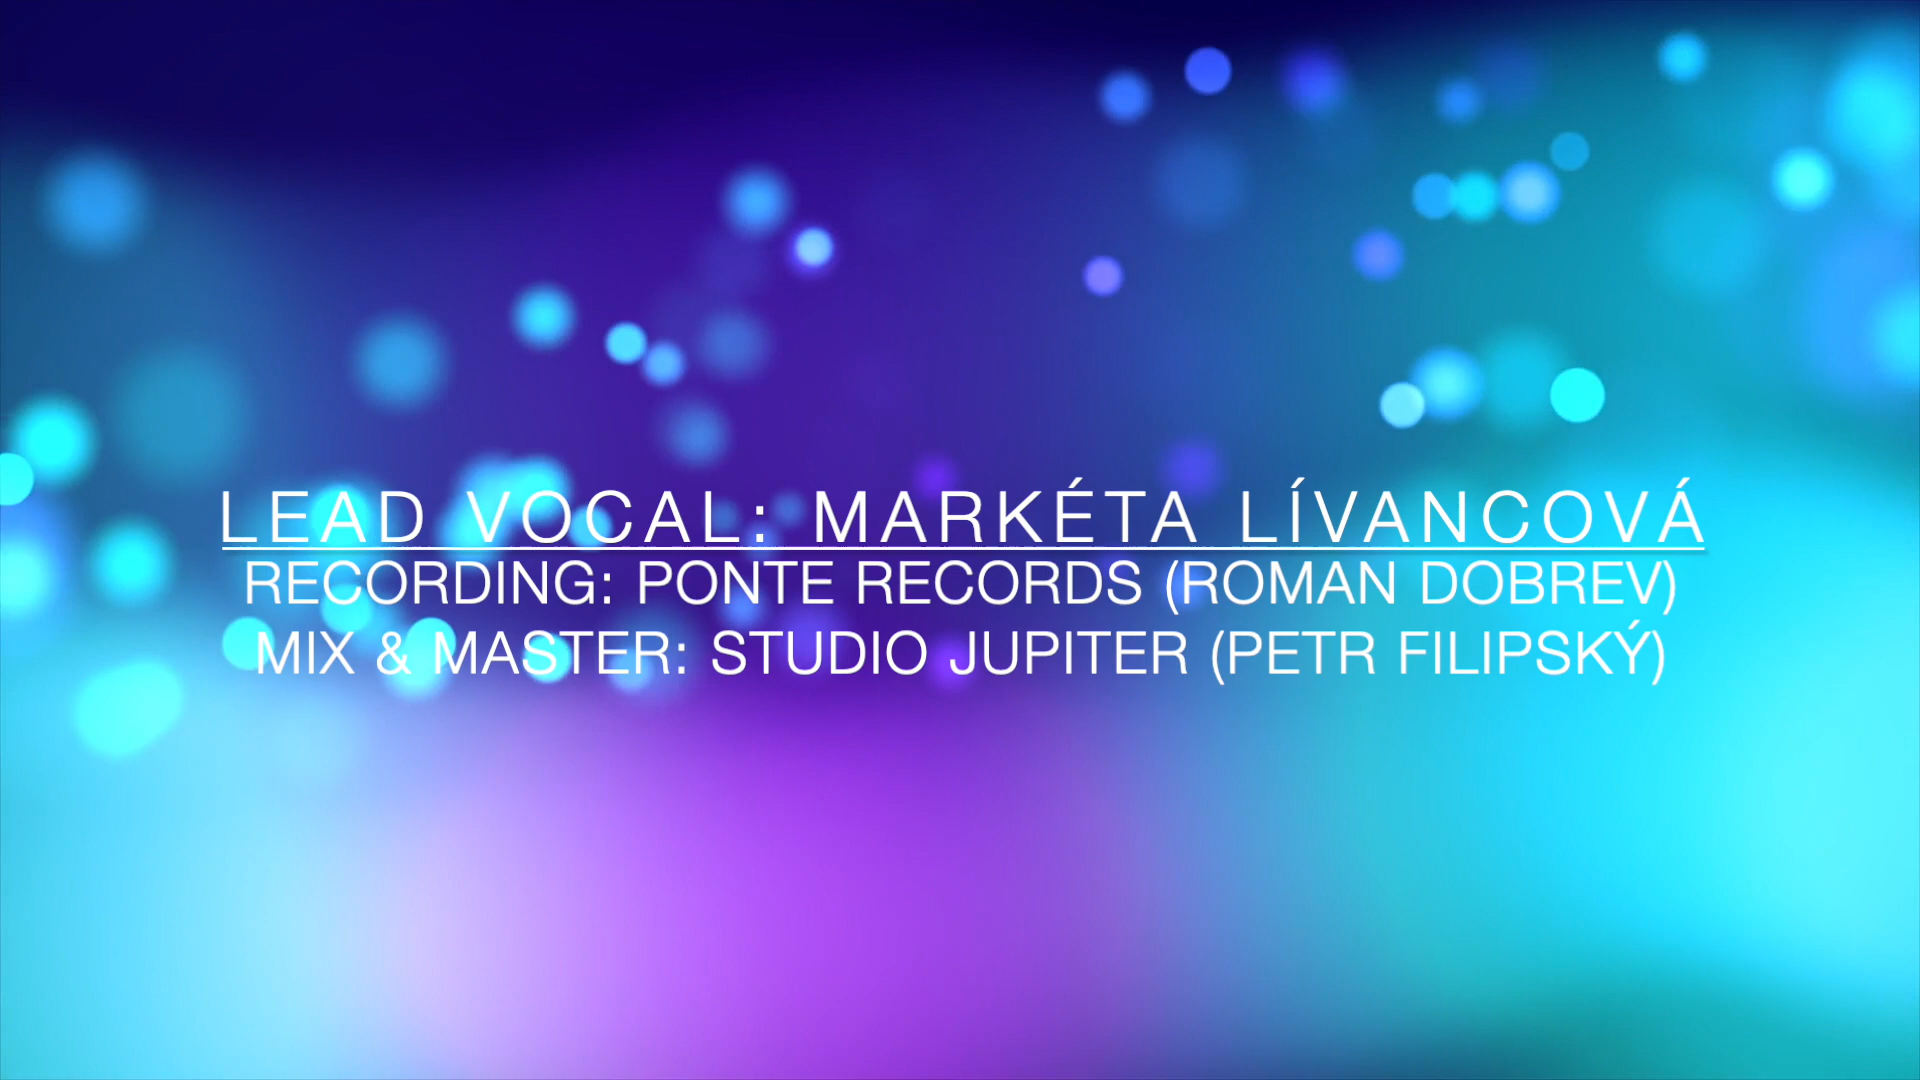 LEAD VOCAL: MARKÉTA LÍVANCOVÁ
RECORDING: PONTE RECORDS (ROMAN DOBREV)
MIX & MASTER: STUDIO JUPITER (PETR FILIPSKÝ)